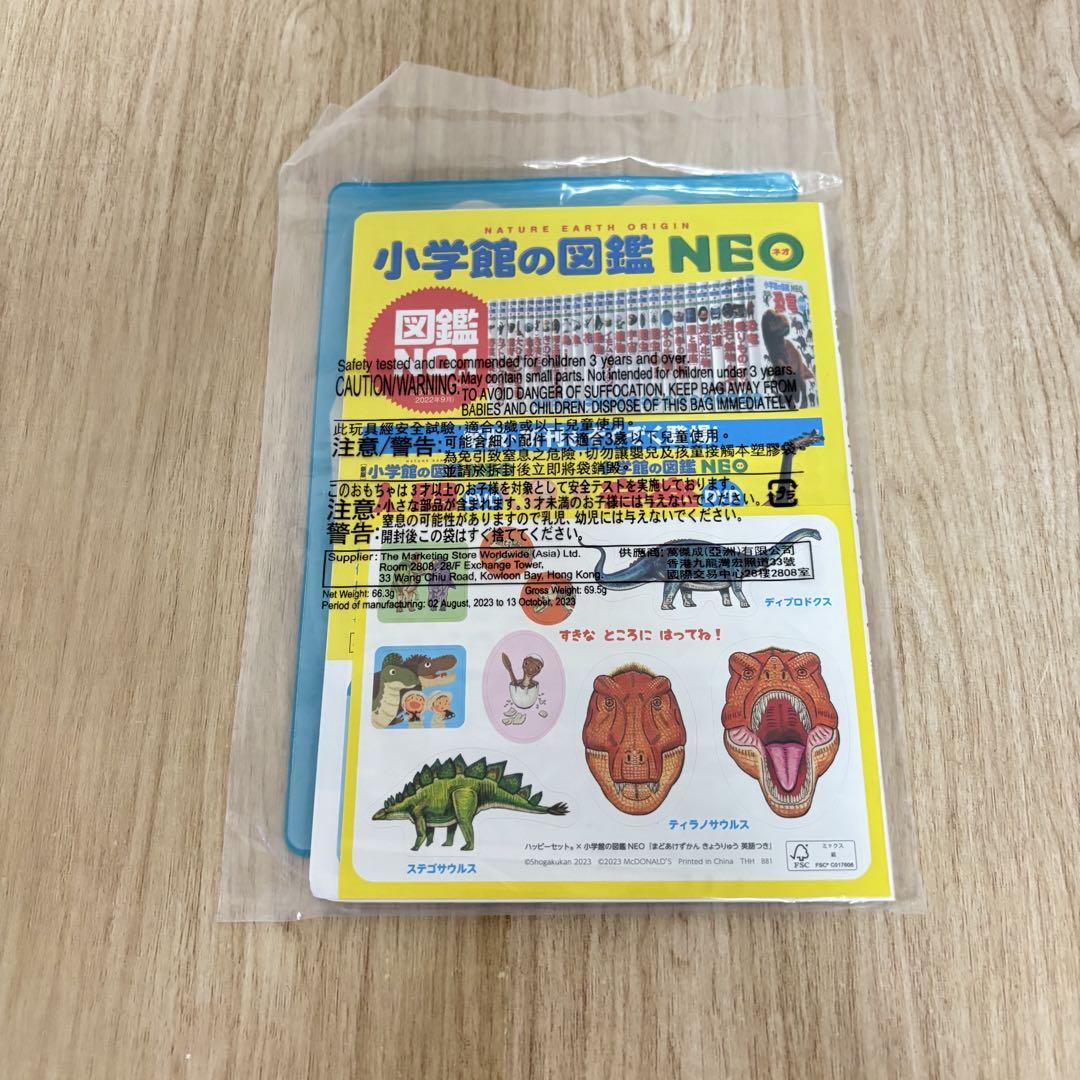 NATURE EARTH ORIGIN
小学館の図鑑 NEO
ネオ
図鑑
NO1
2022年9月
小学館の図鑑 NEO
恐竜
Safety tested and recommended for children 3 years and over.
CAUTION/WARNING: May contain small parts. Not intended for children under 3 years.
TO AVOID DANGER OF SUFFOCATION, KEEP BAG AWAY FROM
BABIES AND CHILDREN. DISPOSE OF THIS BAG IMMEDIATELY.
此玩具經安全試驗,適合3歲或以上兒童使用。
注意/警告:可能含細小配件,不適合3歲以下兒童使用。
為免引致窒息之危險,切勿讓嬰兒及孩童接觸本塑膠袋
並請於拆封後立即將袋銷毀。
小学館の図鑑 NEO
小学館の図鑑 NEO
このおもちゃは3才以上のお子様を対象として安全テストを実施しております。
注意:小さな部品が含まれます。3才未満のお子様には与えないでください。
警告:窒息の可能性がありますので乳児、幼児には与えないでください。
開封後この袋はすぐ捨ててください。
プラ
Supplier: The Marketing Store Worldwide (Asia) Ltd.
Room 2808, 28/F Exchange Tower,
33 Wang Chiu Road, Kowloon Bay, Hong Kong.
供應商:萬傑成(亞洲)有限公司
香港九龍灣宏照道33號
國際交易中心28樓2808室
Net Weight: 66.3g Gross Weight: 69.5g
Period of manufacturing: 02 August, 2023 to 13 October, 2023
ディプロドクス
すきな ところに はってね!
ティラノサウルス
ステゴサウルス
ハッピーセット® × 小学館の図鑑 NEO「まどあけずかん きょうりゅう 英語つき」
©Shogakukan 2023 ©2023 McDONALD'S Printed in China THH 881
FSC
ミックス
紙
FSC® C017606